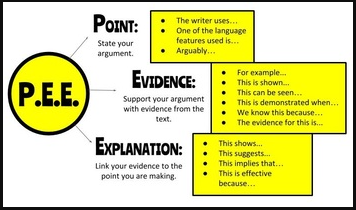 P.E.E.
POINT:
State your
argument.
The writer uses…
One of the language
features used is…
Arguably…
EVIDENCE:
Support your argument
with evidence from the
text.
For example...
This is shown...
This can be seen...
This is demonstrated when...
We know this because...
The evidence for this is...
EXPLANATION:
Link your evidence to the
point you are making.
This shows...
This suggests...
This implies that...
This is effective
because...